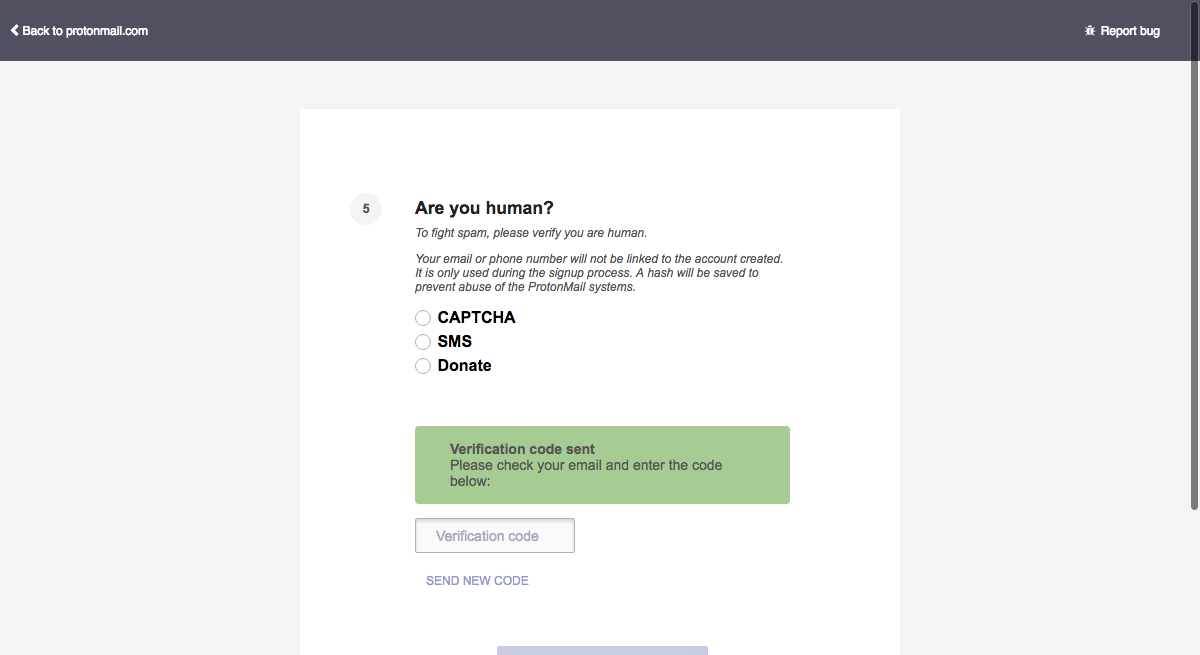 Back to protonmail.com
Report bug
5
Are you human?
To fight spam, please verify you are human.
Your email or phone number will not be linked to the account created.
It is only used during the signup process. A hash will be saved to
prevent abuse of the ProtonMail systems.
CAPTCHA
SMS
Donate
Verification code sent
Please check your email and enter the code
below:
Verification code
SEND NEW CODE